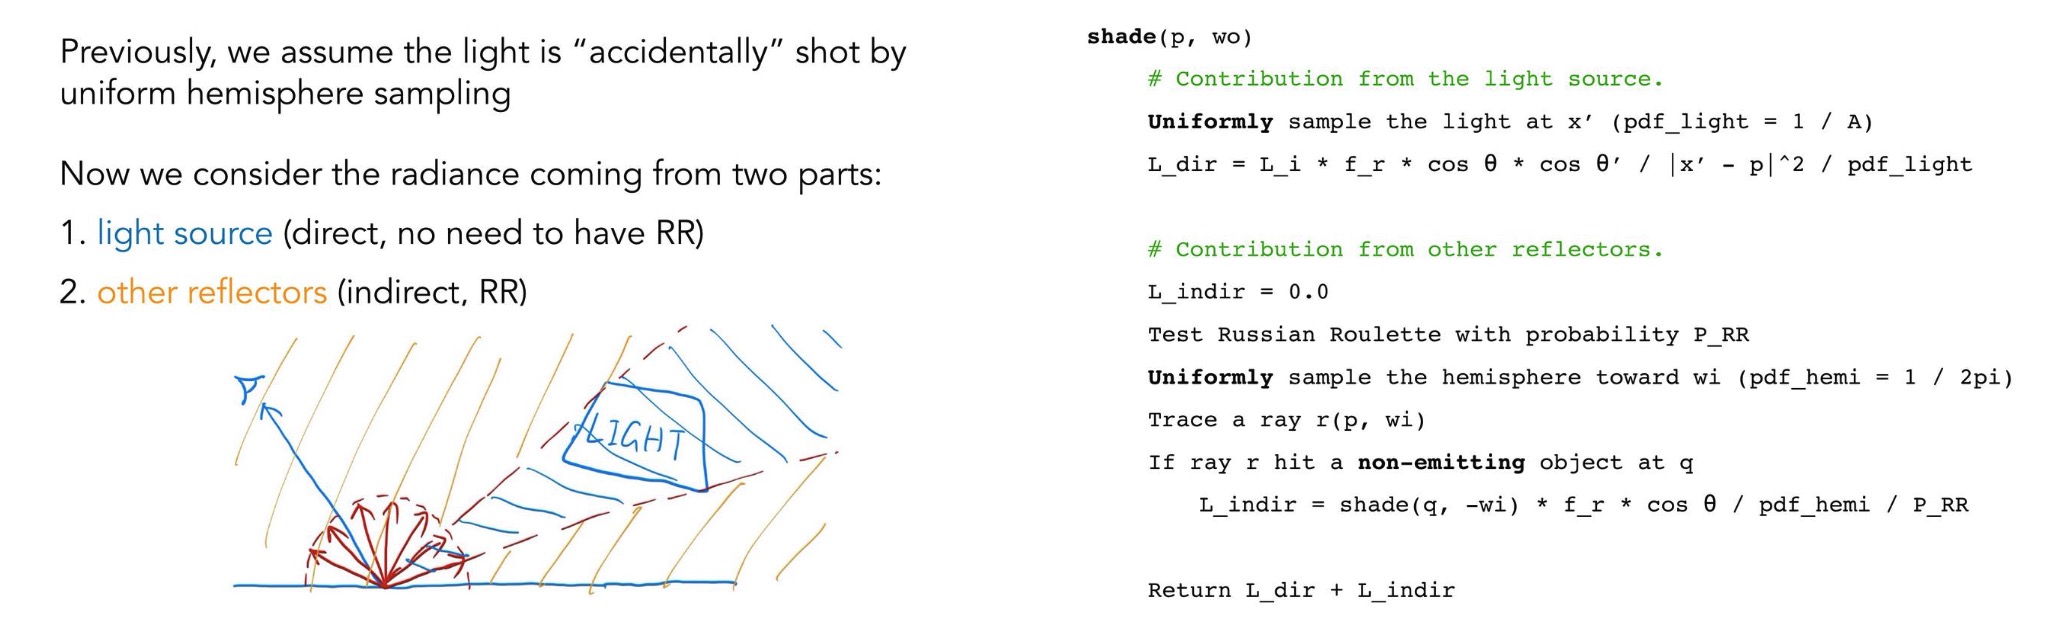 Previously, we assume the light is “accidentally” shot by
uniform hemisphere sampling
Now we consider the radiance coming from two parts:
1. light source (direct, no need to have RR)
2. other reflectors (indirect, RR)
LIGHT
shade(p, wo)
# Contribution from the light source.
Uniformly sample the light at x′ (pdf_light = 1 / A)
L_dir = L_i * f_r * cos θ * cos θ′ / |x′ - p|^2 / pdf_light
# Contribution from other reflectors.
L_indir = 0.0
Test Russian Roulette with probability P_RR
Uniformly sample the hemisphere toward wi (pdf_hemi = 1 / 2pi)
Trace a ray r(p, wi)
If ray r hit a non-emitting object at q
L_indir = shade(q, -wi) * f_r * cos θ / pdf_hemi / P_RR
Return L_dir + L_indir